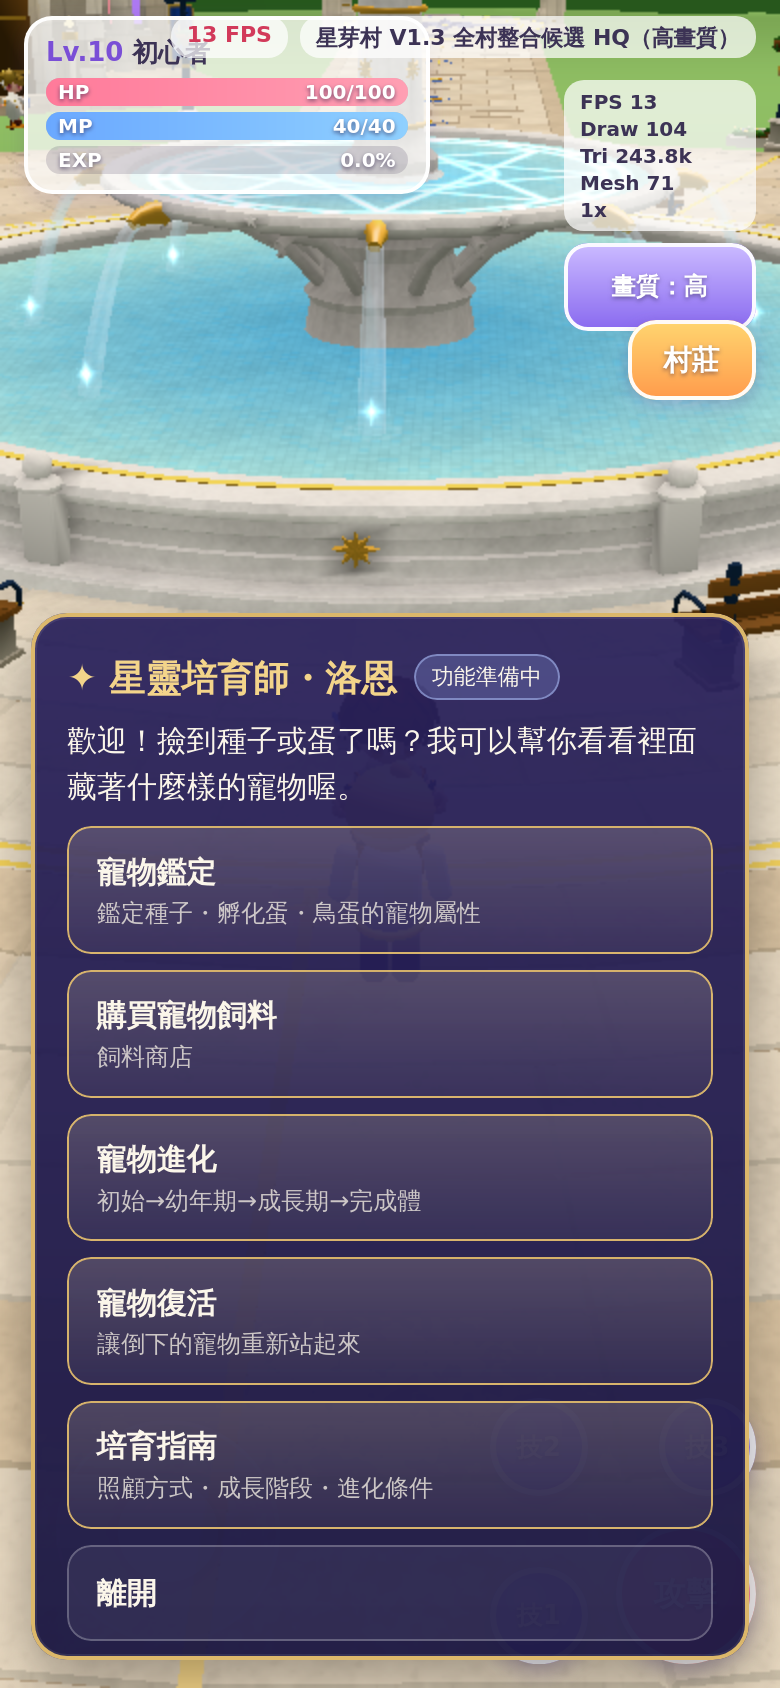 Lv.10 初心者
13 FPS
星芽村 V1.3 全村整合候選 HQ（高畫質）
HP 100/100
MP 40/40
EXP 0.0%
FPS 13
Draw 104
Tri 243.8k
Mesh 71
1x
畫質：高
村莊
✦ 星靈培育師・洛恩 功能準備中
歡迎！撿到種子或蛋了嗎？我可以幫你看看裡面
藏著什麼樣的寵物喔。
寵物鑑定
鑑定種子・孵化蛋・鳥蛋的寵物屬性
購買寵物飼料
飼料商店
寵物進化
初始→幼年期→成長期→完成體
寵物復活
讓倒下的寵物重新站起來
培育指南
照顧方式・成長階段・進化條件
技2 技3
離開
技1 攻擊